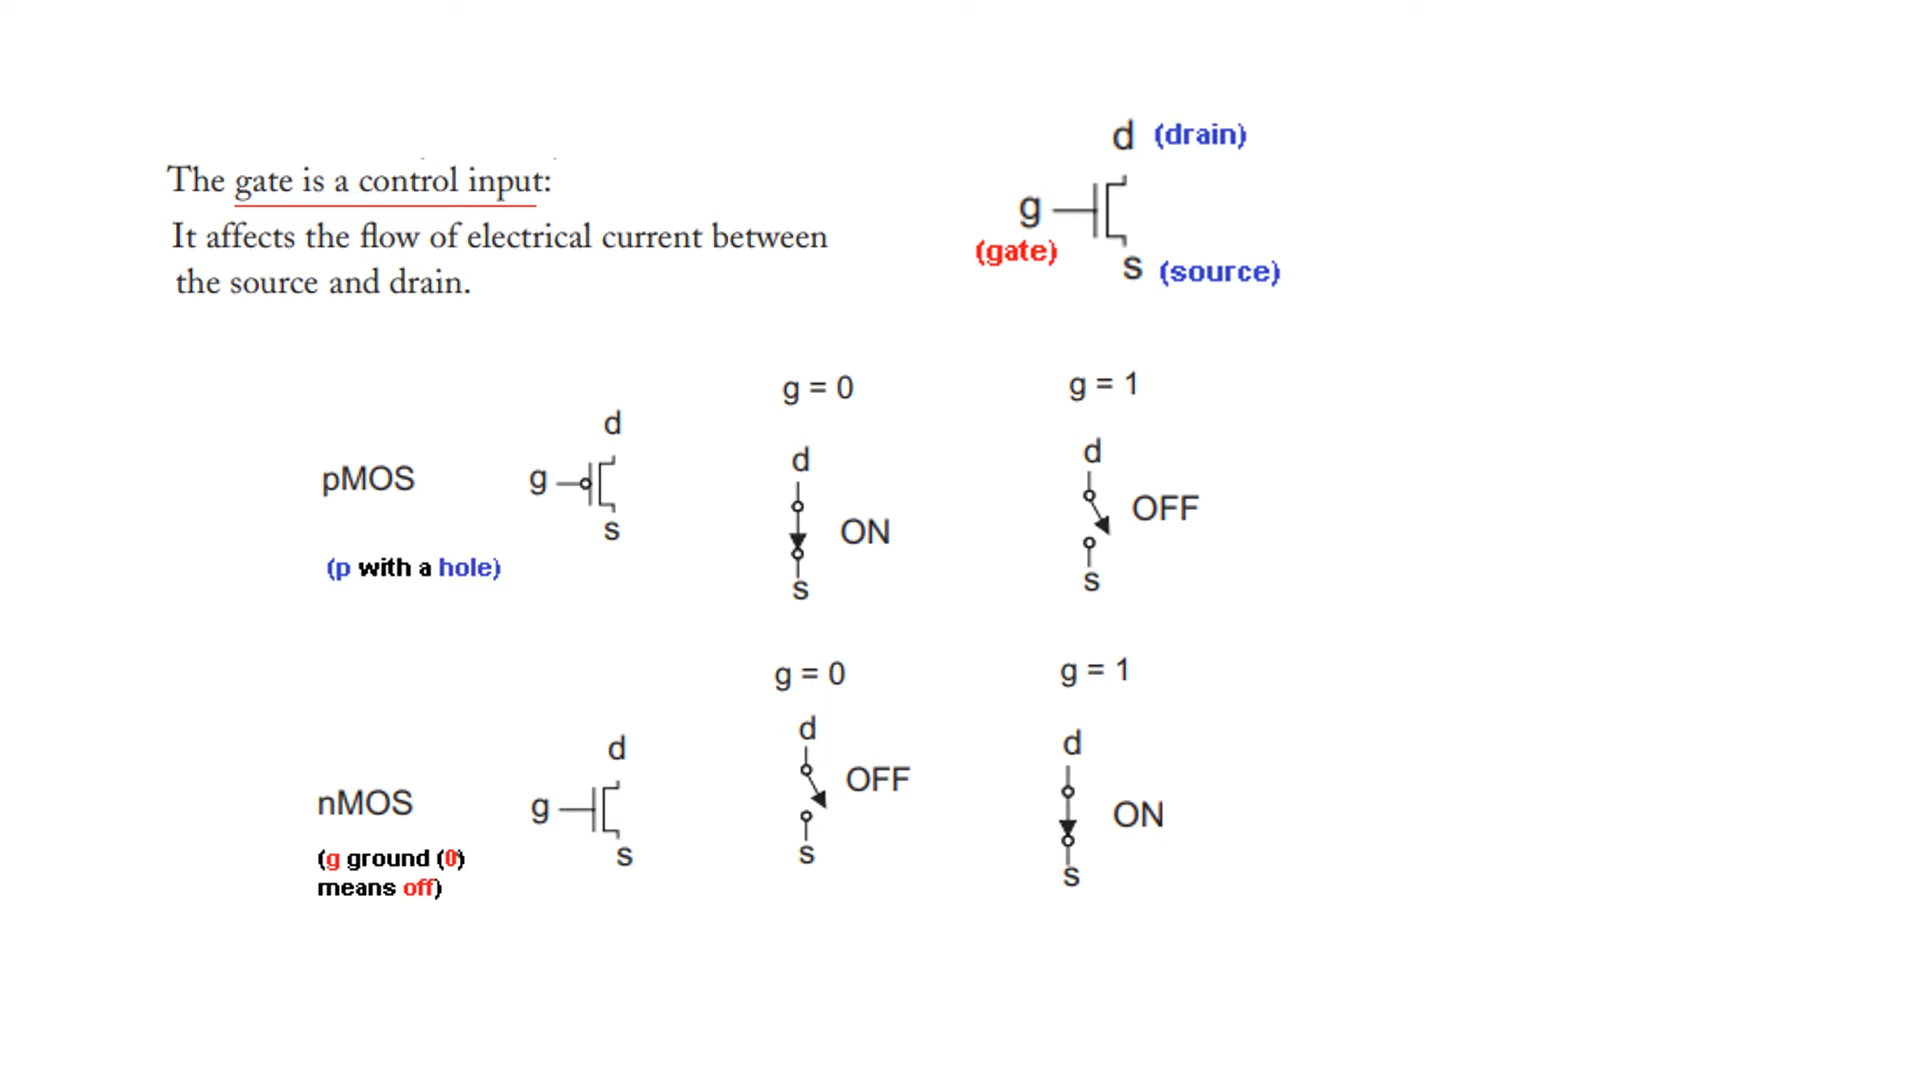 The gate is a control input:
It affects the flow of electrical current between
the source and drain.
d (drain)
g
(gate)
s (source)
g = 0
g = 1
pMOS
(p with a hole)
d
g
s
d
ON
s
d
OFF
s
g = 0
g = 1
nMOS
(g ground (0)
means off)
d
g
s
d
OFF
s
d
ON
s